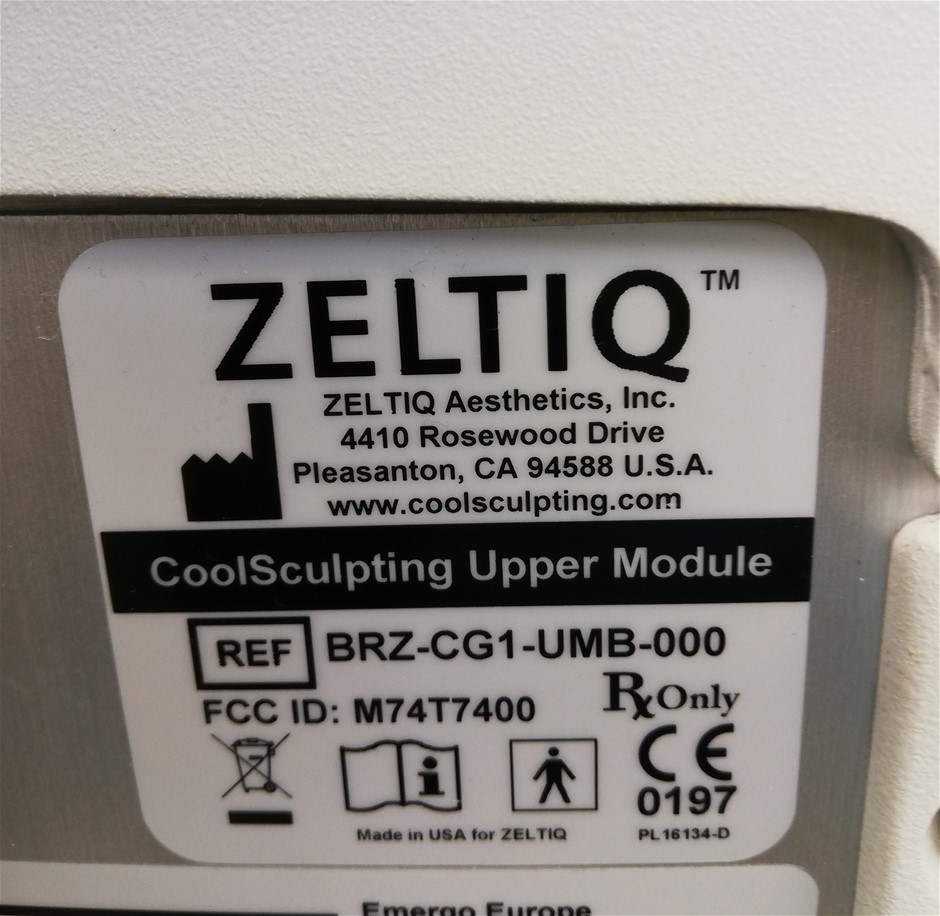 ZELTIQ™
ZELTIQ Aesthetics, Inc.
4410 Rosewood Drive
Pleasanton, CA 94588 U.S.A.
www.coolsculpting.com
CoolSculpting Upper Module
REF BRZ-CG1-UMB-000
FCC ID: M74T7400
Rx Only
CE
0197
Made in USA for ZELTIQ
PL16134-D
Emergo Europe